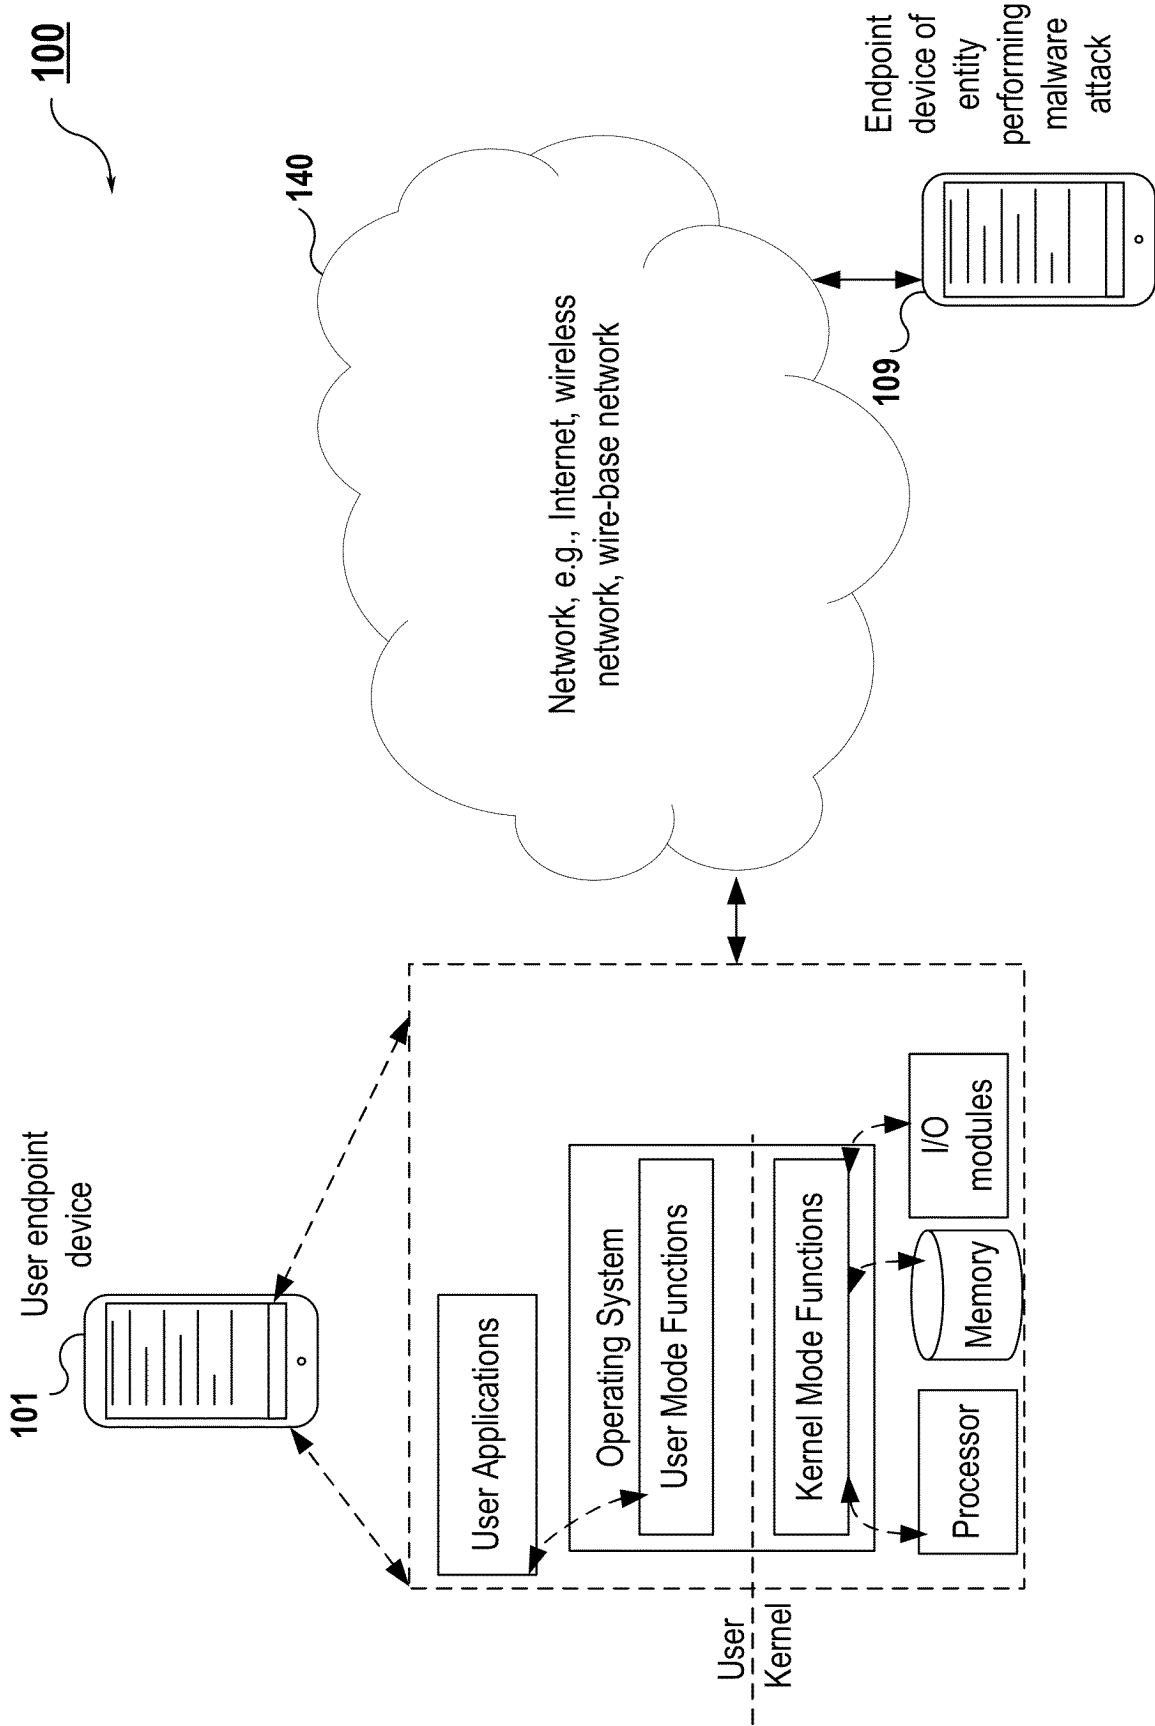 100
101
User endpoint
device
140
Network, e.g., Internet, wireless
network, wire-base network
109
Endpoint
device of
entity
performing
malware
attack
User Applications
Operating System
User Mode Functions
User
Kernel
Kernel Mode Functions
Processor
Memory
I/O
modules